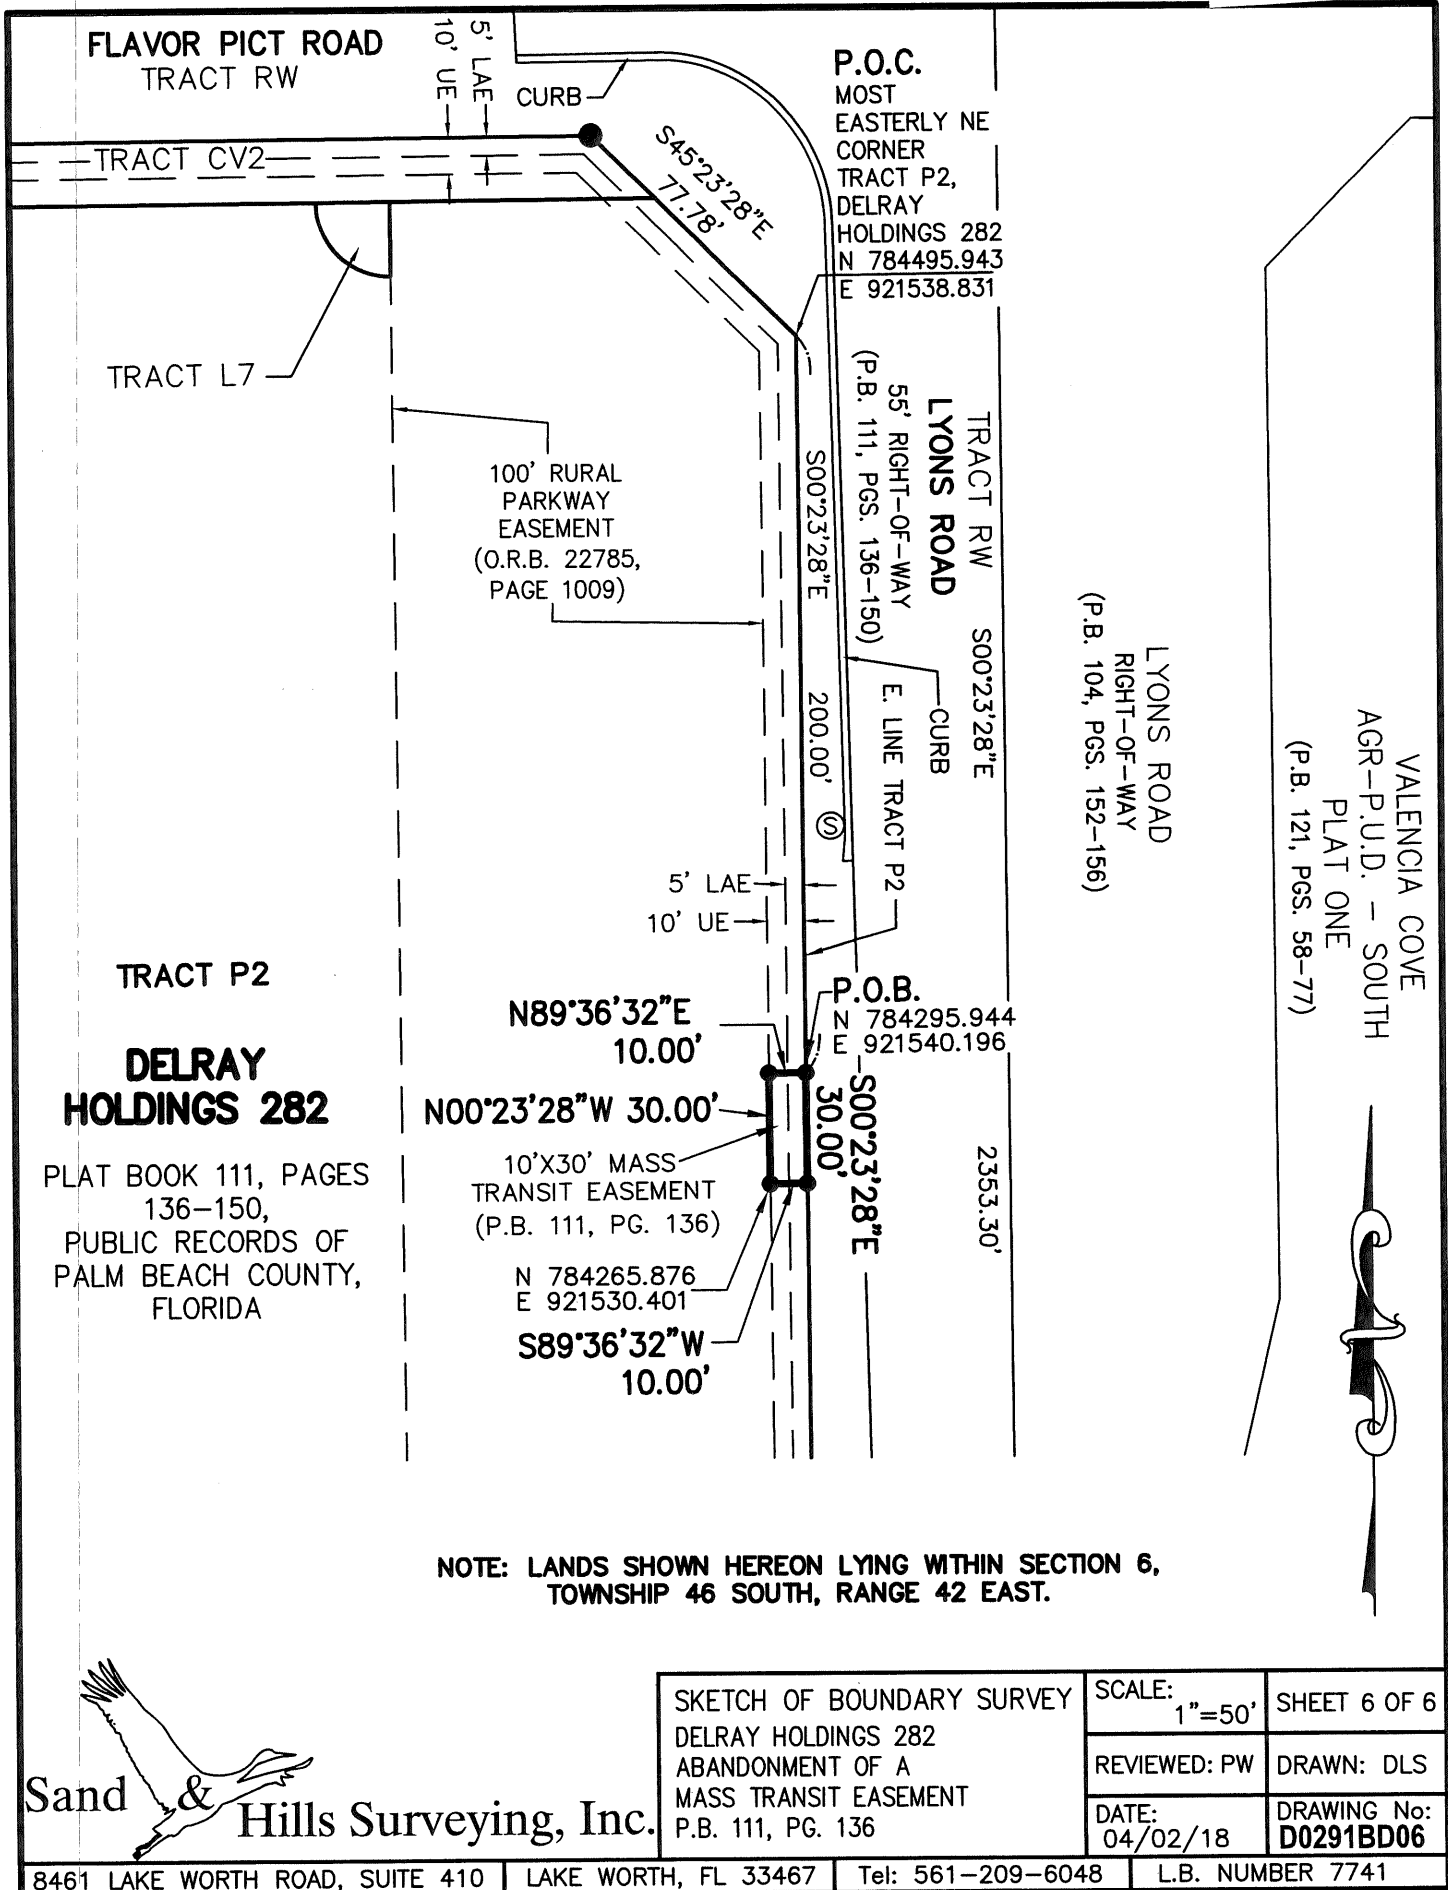 FLAVOR PICT ROAD
TRACT RW
5' LAE
10' UE
CURB
P.O.C.
MOST
EASTERLY NE
CORNER
TRACT P2,
DELRAY
HOLDINGS 282
N 784495.943
E 921538.831
TRACT CV2
S45°23'28"E
77.78'
TRACT L7
100' RURAL
PARKWAY
EASEMENT
(O.R.B. 22785,
PAGE 1009)
S00°23'28"E
200.00'
55' RIGHT-OF-WAY
(P.B. 111, PGS. 136-150)
LYONS ROAD
TRACT RW
S00°23'28"E
2353.30'
CURB
E. LINE TRACT P2
S
LYONS ROAD
RIGHT-OF-WAY
(P.B. 104, PGS. 152-156)
VALENCIA COVE
AGR-P.U.D. - SOUTH
PLAT ONE
(P.B. 121, PGS. 58-77)
5' LAE
10' UE
TRACT P2
DELRAY
HOLDINGS 282
PLAT BOOK 111, PAGES
136-150,
PUBLIC RECORDS OF
PALM BEACH COUNTY,
FLORIDA
P.O.B.
N 784295.944
E 921540.196
N89°36'32"E
10.00'
N00°23'28"W 30.00'
S00°23'28"E
30.00'
10'X30' MASS
TRANSIT EASEMENT
(P.B. 111, PG. 136)
N 784265.876
E 921530.401
S89°36'32"W
10.00'
NOTE: LANDS SHOWN HEREON LYING WITHIN SECTION 6,
TOWNSHIP 46 SOUTH, RANGE 42 EAST.
Sand & Hills Surveying, Inc.
SKETCH OF BOUNDARY SURVEY
DELRAY HOLDINGS 282
ABANDONMENT OF A
MASS TRANSIT EASEMENT
P.B. 111, PG. 136
SCALE:
1"=50'
SHEET 6 OF 6
REVIEWED: PW
DRAWN: DLS
DATE:
04/02/18
DRAWING No:
D0291BD06
8461 LAKE WORTH ROAD, SUITE 410
LAKE WORTH, FL 33467
Tel: 561-209-6048
L.B. NUMBER 7741